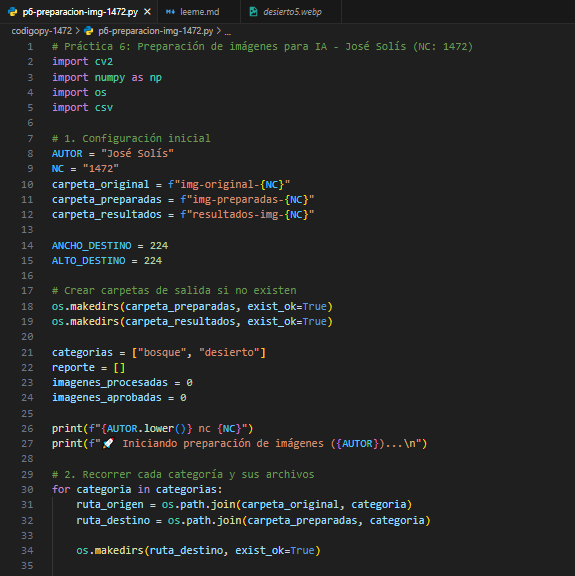 p6-preparacion-img-1472.py × leeme.md desierto5.webp
codigopy-1472 > p6-preparacion-img-1472.py > ...
1 # Práctica 6: Preparación de imágenes para IA - José Solís (NC: 1472)
2 import cv2
3 import numpy as np
4 import os
5 import csv
6
7 # 1. Configuración inicial
8 AUTOR = "José Solís"
9 NC = "1472"
10 carpeta_original = f"img-original-{NC}"
11 carpeta_preparadas = f"img-preparadas-{NC}"
12 carpeta_resultados = f"resultados-img-{NC}"
13
14 ANCHO_DESTINO = 224
15 ALTO_DESTINO = 224
16
17 # Crear carpetas de salida si no existen
18 os.makedirs(carpeta_preparadas, exist_ok=True)
19 os.makedirs(carpeta_resultados, exist_ok=True)
20
21 categorias = ["bosque", "desierto"]
22 reporte = []
23 imagenes_procesadas = 0
24 imagenes_aprobadas = 0
25
26 print(f"{AUTOR.lower()} nc {NC}")
27 print(f"🚀 Iniciando preparación de imágenes ({AUTOR})...\n")
28
29 # 2. Recorrer cada categoría y sus archivos
30 for categoria in categorias:
31     ruta_origen = os.path.join(carpeta_original, categoria)
32     ruta_destino = os.path.join(carpeta_preparadas, categoria)
33
34     os.makedirs(ruta_destino, exist_ok=True)
35